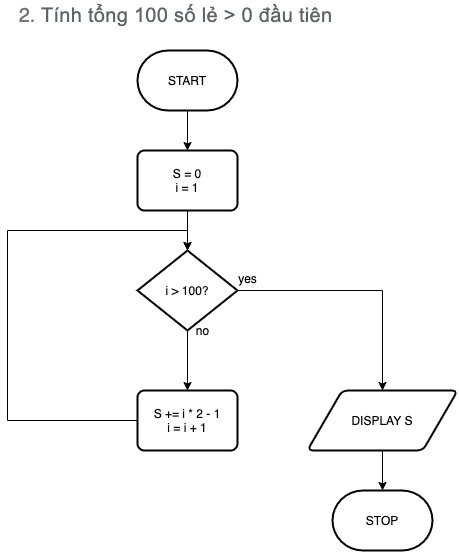 2. Tính tổng 100 số lẻ > 0 đầu tiên
START
S = 0
i = 1
i > 100?
yes
no
S += i * 2 - 1
i = i + 1
DISPLAY S
STOP